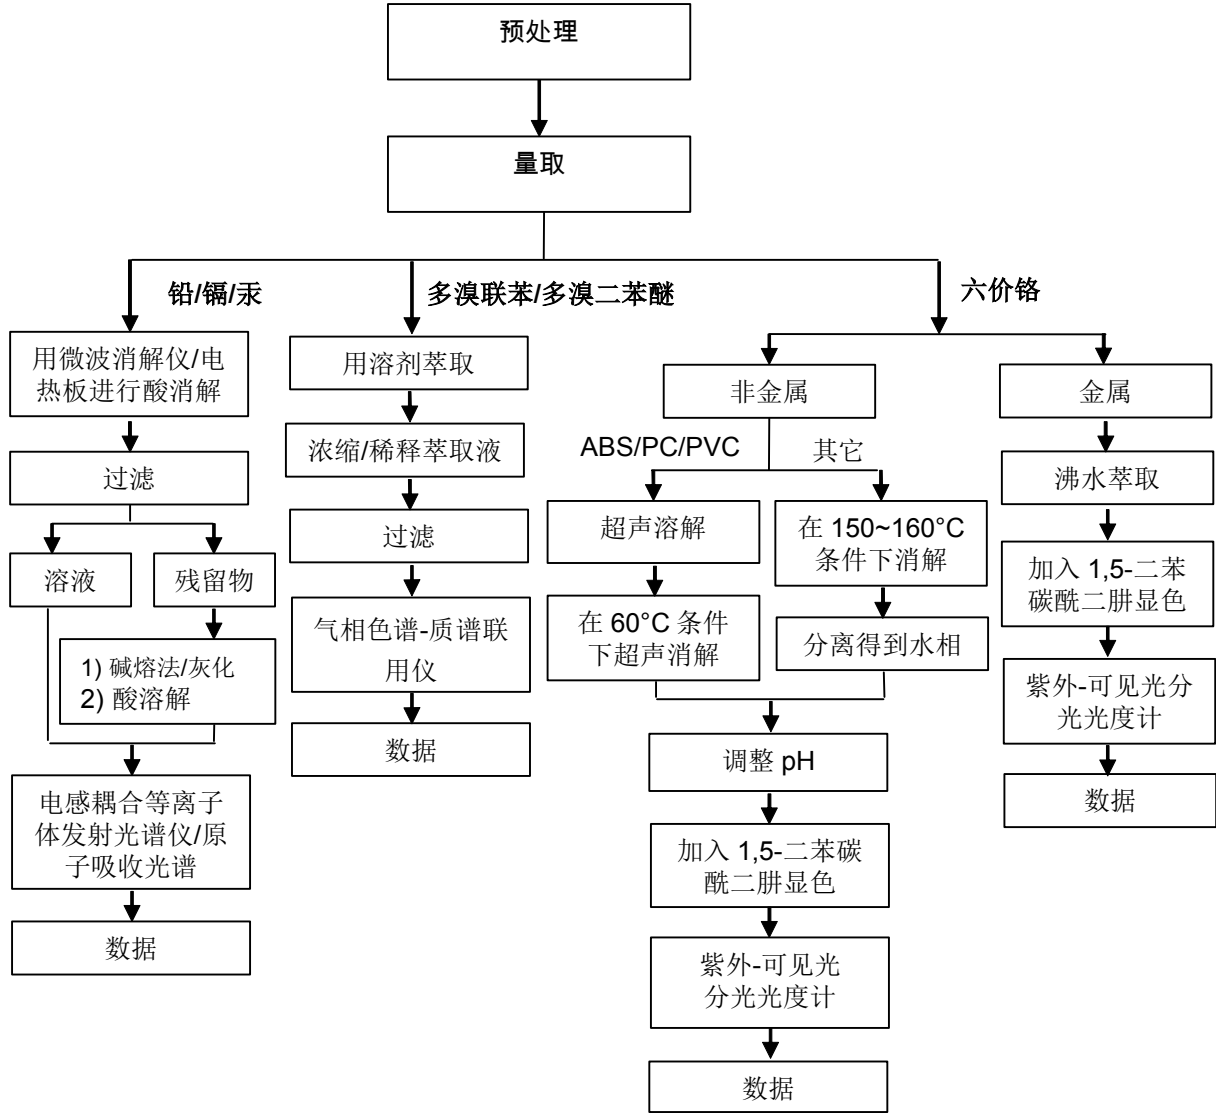 预处理
量取
铅/镉/汞
多溴联苯/多溴二苯醚
六价铬
用微波消解仪/电
热板进行酸消解
过滤
溶液
残留物
1) 碱熔法/灰化
2) 酸溶解
电感耦合等离子
体发射光谱仪/原
子吸收光谱
数据
用溶剂萃取
浓缩/稀释萃取液
过滤
气相色谱-质谱联
用仪
数据
非金属
ABS/PC/PVC
其它
超声溶解
在 60°C 条件
下超声消解
在 150~160°C
条件下消解
分离得到水相
调整 pH
加入 1,5-二苯碳
酰二肼显色
紫外-可见光
分光光度计
数据
金属
沸水萃取
加入 1,5-二苯
碳酰二肼显色
紫外-可见光分
光光度计
数据